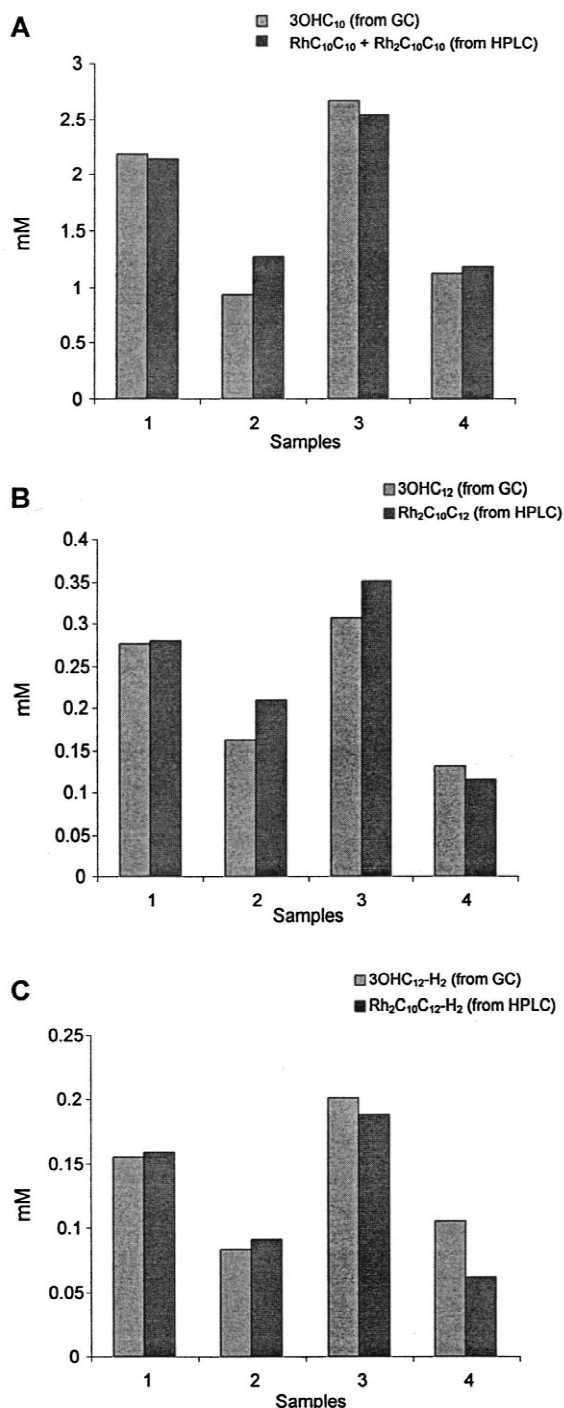 A
3OHC₁₀ (from GC)
RhC₁₀C₁₀ + Rh₂C₁₀C₁₀ (from HPLC)
3
2.5
2
1.5
1
0.5
0
mM
1 2 3 4
Samples
B
3OHC₁₂ (from GC)
Rh₂C₁₀C₁₂ (from HPLC)
0.4
0.35
0.3
0.25
0.2
0.15
0.1
0.05
0
mM
1 2 3 4
Samples
C
3OHC₁₂-H₂ (from GC)
Rh₂C₁₀C₁₂-H₂ (from HPLC)
0.25
0.2
0.15
0.1
0.05
0
mM
1 2 3 4
Samples